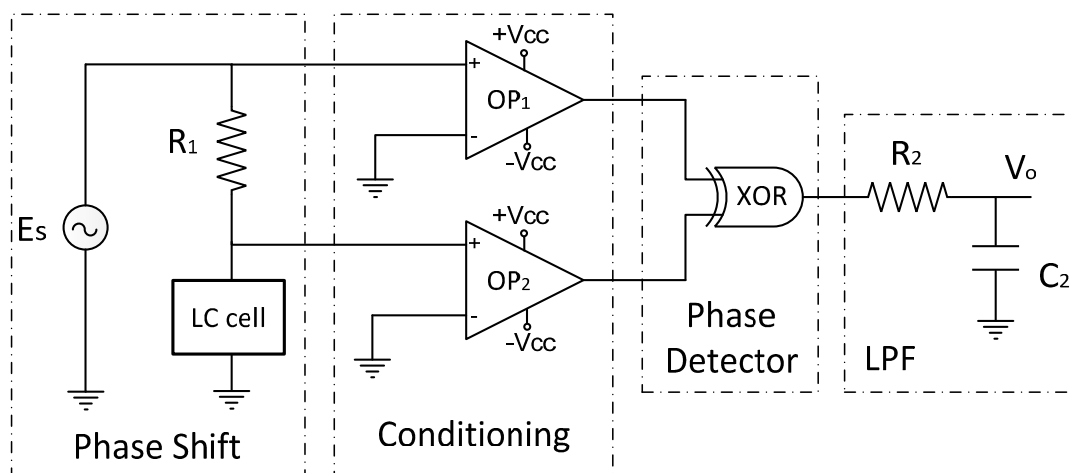 Es
R1
LC cell
Phase Shift
+Vcc
+
OP1
-
-Vcc
+Vcc
+
OP2
-
-Vcc
Conditioning
XOR
Phase
Detector
R2
Vo
C2
LPF